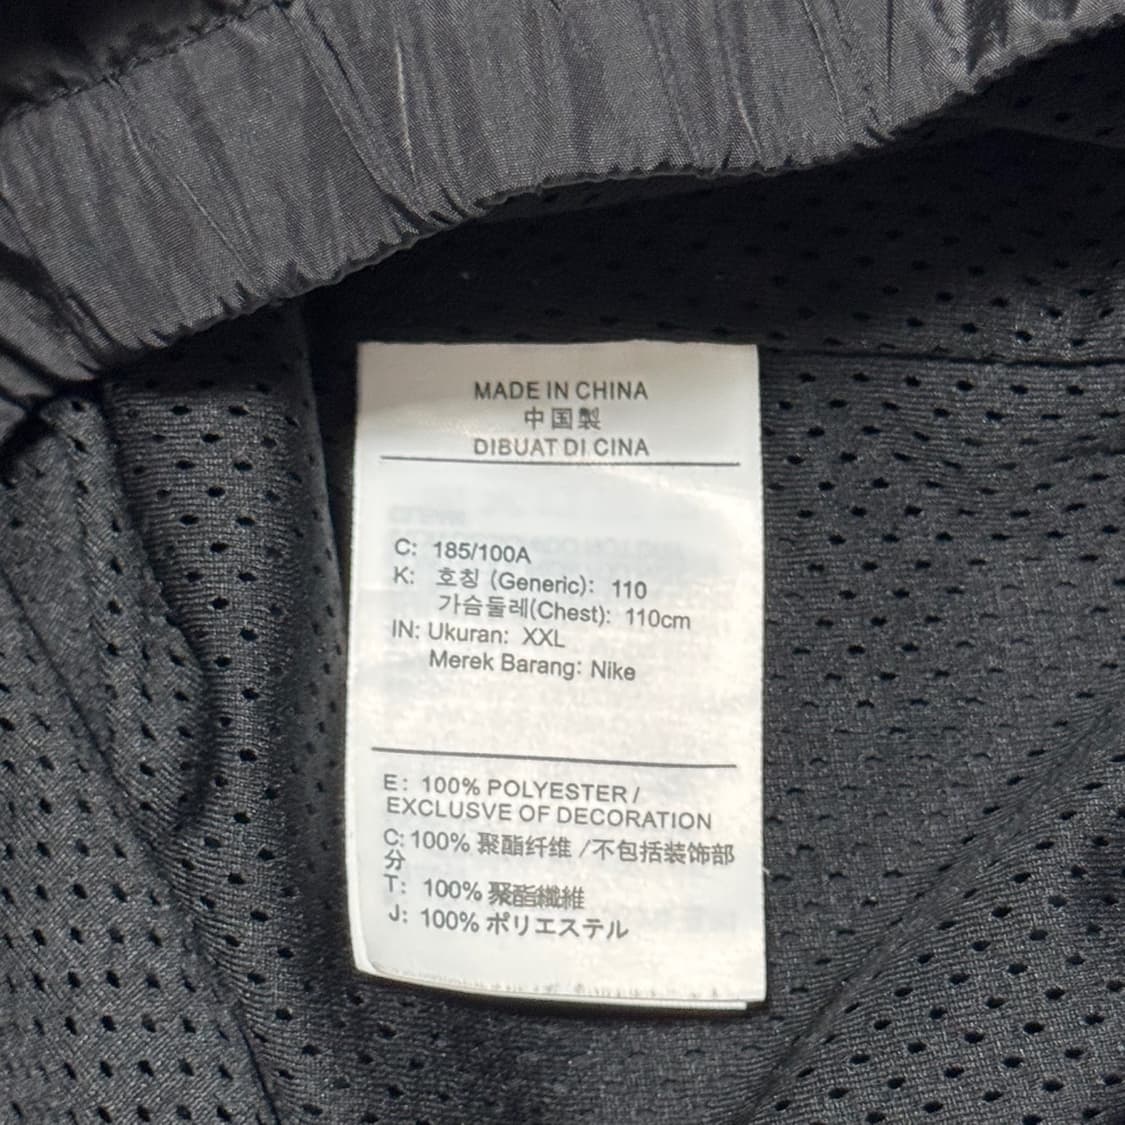 MADE IN CHINA
中国製
DIBUAT DI CINA
C: 185/100A
K: 호칭 (Generic): 110
가슴둘레(Chest): 110cm
IN: Ukuran: XXL
Merek Barang: Nike
E: 100% POLYESTER /
EXCLUSVE OF DECORATION
C: 100% 聚酯纤维 /不包括装饰部
分
T: 100% 聚酯纖維
J: 100% ポリエステル